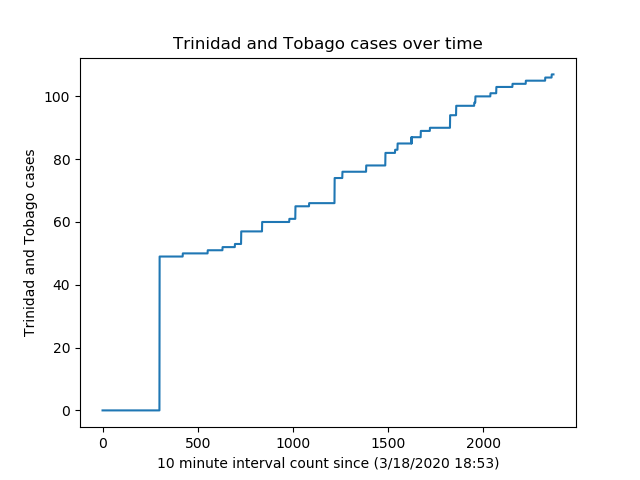 Trinidad and Tobago cases over time
Trinidad and Tobago cases
100
80
60
40
20
0
0 500 1000 1500 2000
10 minute interval count since (3/18/2020 18:53)